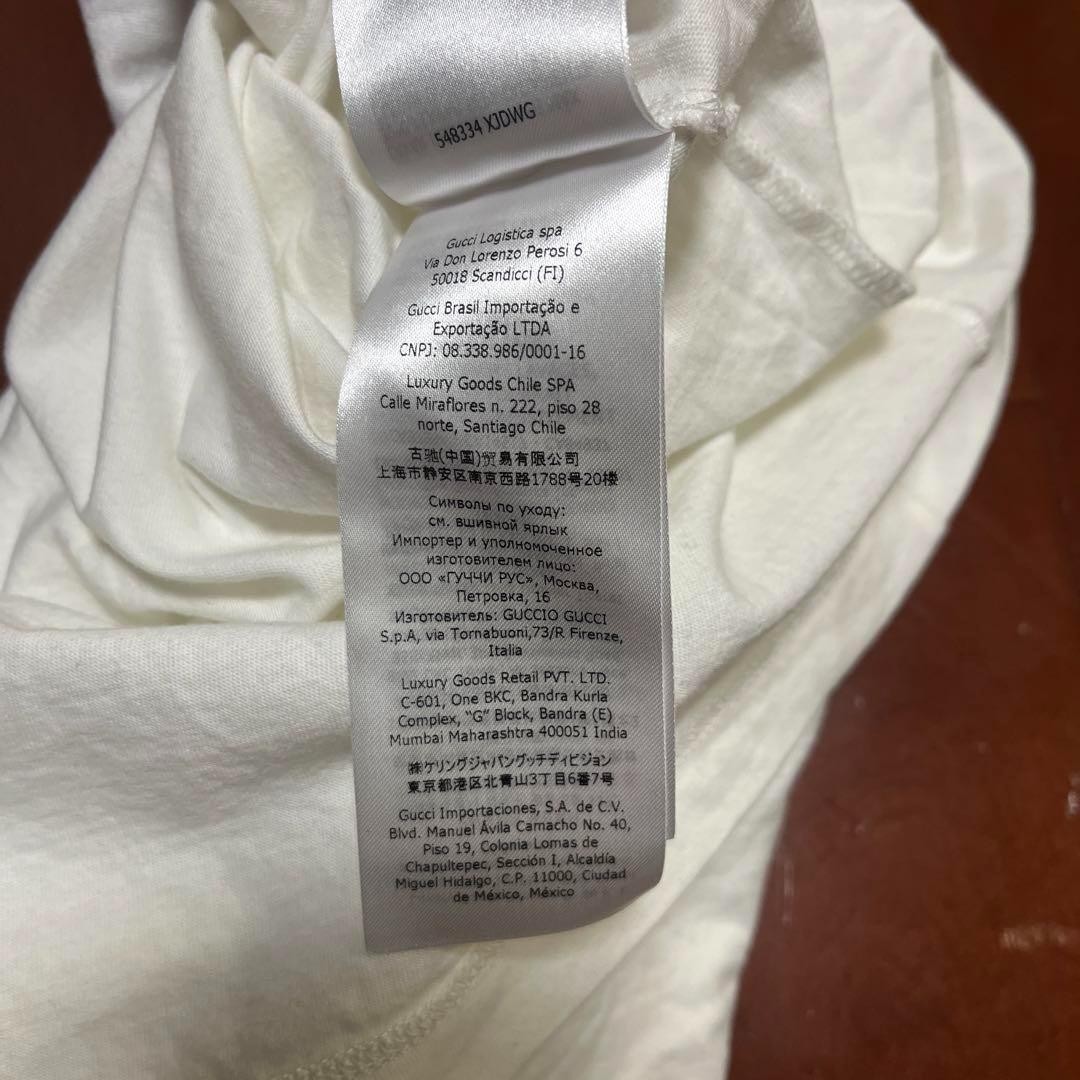 548334 XJDWG
Gucci Logistica spa
Via Don Lorenzo Perosi 6
50018 Scandicci (FI)
Gucci Brasil Importação e
Exportação LTDA
CNPJ: 08.338.986/0001-16
Luxury Goods Chile SPA
Calle Miraflores n. 222, piso 28
norte, Santiago Chile
古驰(中国)贸易有限公司
上海市静安区南京西路1788号20楼
Символы по уходу:
см. вшивной ярлык
Импортер и уполномоченное
изготовителем лицо:
ООО «ГУЧЧИ РУС», Москва,
Петровка, 16
Изготовитель: GUCCIO GUCCI
S.p.A, via Tornabuoni,73/R Firenze,
Italia
Luxury Goods Retail PVT. LTD.
C-601, One BKC, Bandra Kurla
Complex, "G" Block, Bandra (E)
Mumbai Maharashtra 400051 India
㈱ケリングジャパングッチディビジョン
東京都港区北青山3丁目6番7号
Gucci Importaciones, S.A. de C.V.
Blvd. Manuel Ávila Camacho No. 40,
Piso 19, Colonia Lomas de
Chapultepec, Sección I, Alcaldía
Miguel Hidalgo, C.P. 11000, Ciudad
de México, México